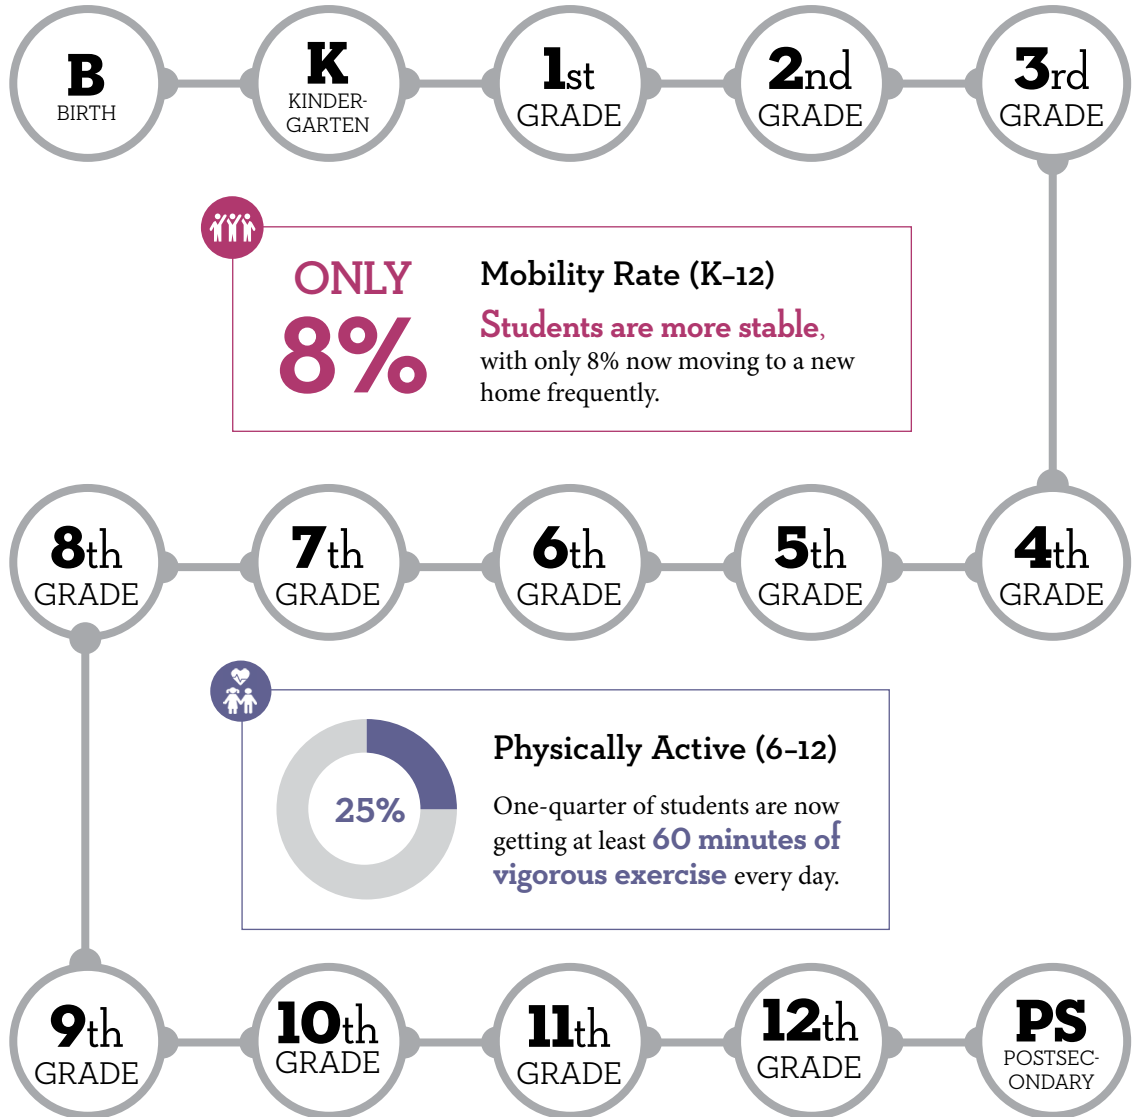 B
BIRTH
K
KINDER-
GARTEN
1st
GRADE
2nd
GRADE
3rd
GRADE
ONLY
8%
Mobility Rate (K–12)
Students are more stable,
with only 8% now moving to a new
home frequently.
8th
GRADE
7th
GRADE
6th
GRADE
5th
GRADE
4th
GRADE
25%
Physically Active (6–12)
One-quarter of students are now
getting at least 60 minutes of
vigorous exercise every day.
9th
GRADE
10th
GRADE
11th
GRADE
12th
GRADE
PS
POSTSEC-
ONDARY